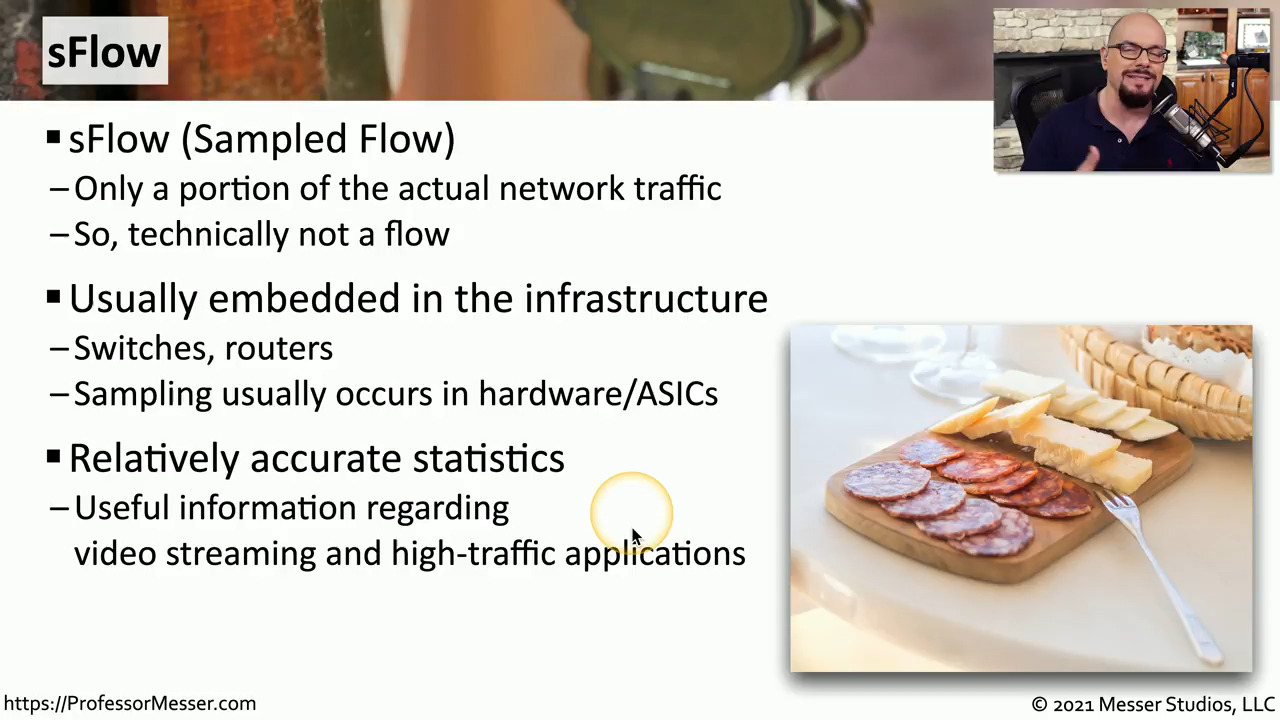 sFlow
▪ sFlow (Sampled Flow)
– Only a portion of the actual network traffic
– So, technically not a flow
▪ Usually embedded in the infrastructure
– Switches, routers
– Sampling usually occurs in hardware/ASICs
▪ Relatively accurate statistics
– Useful information regarding
video streaming and high-traffic applications
https://ProfessorMesser.com
© 2021 Messer Studios, LLC